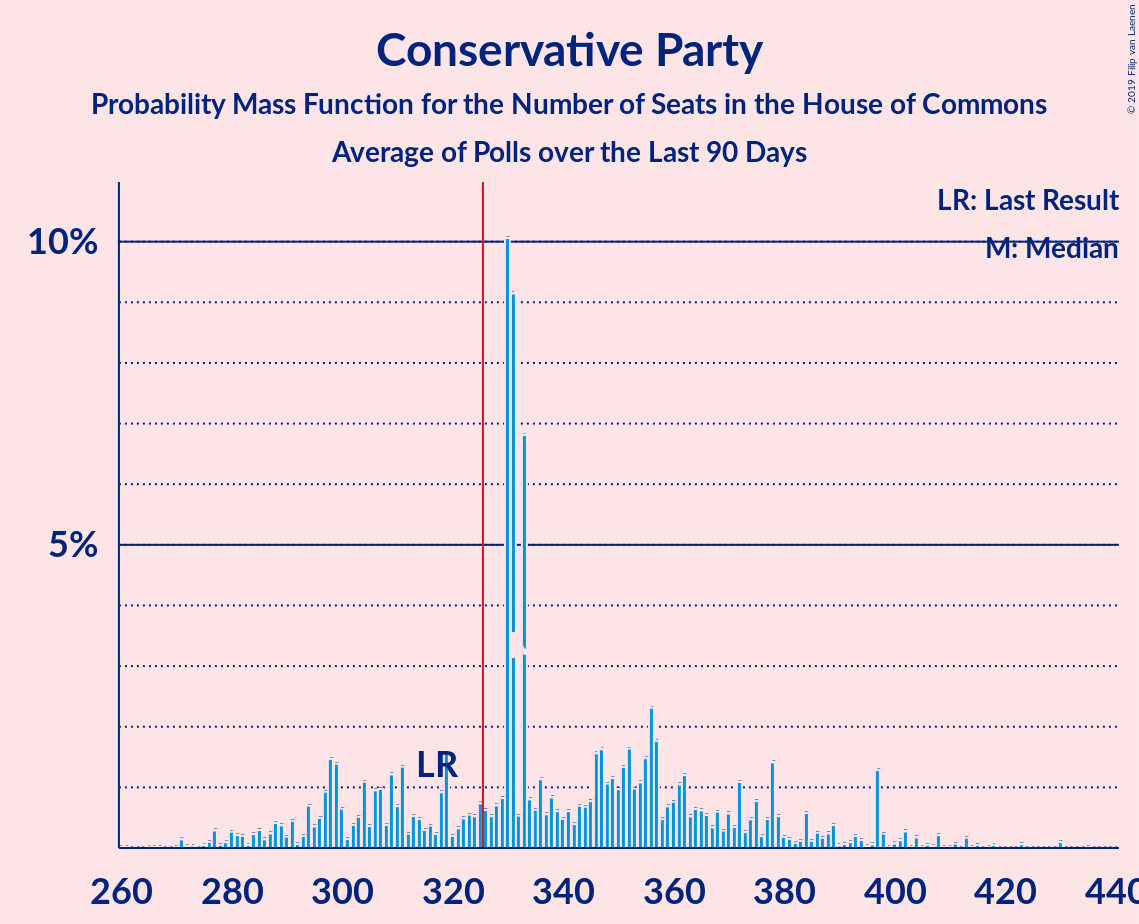 Conservative Party
Probability Mass Function for the Number of Seats in the House of Commons
Average of Polls over the Last 90 Days
© 2019 Filip van Laenen
LR: Last Result
M: Median
10%
5%
LR
260 280 300 320 340 360 380 400 420 440